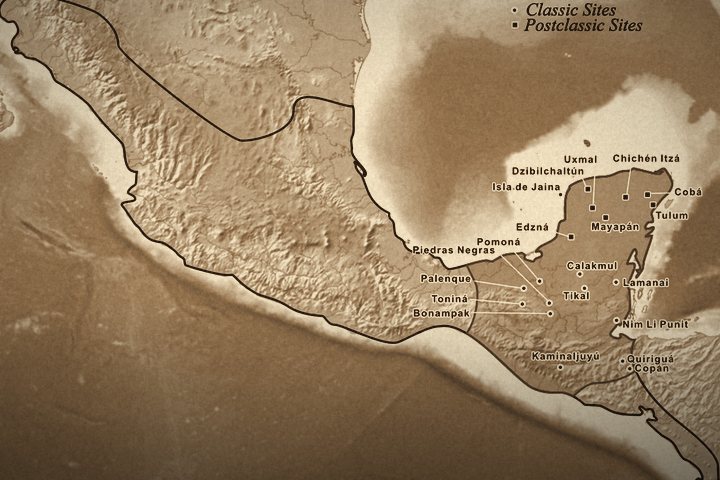 Classic Sites
Postclassic Sites
Uxmal
Chichén Itzá
Dzibilchaltún
Isla de Jaina
Cobá
Tulum
Edzná
Mayapán
Pomoná
Piedras Negras
Calakmul
Palenque
Lamanai
Tikal
Toniná
Bonampak
Nim Li Punit
Kaminaljuyú
Quiriguá
Copán